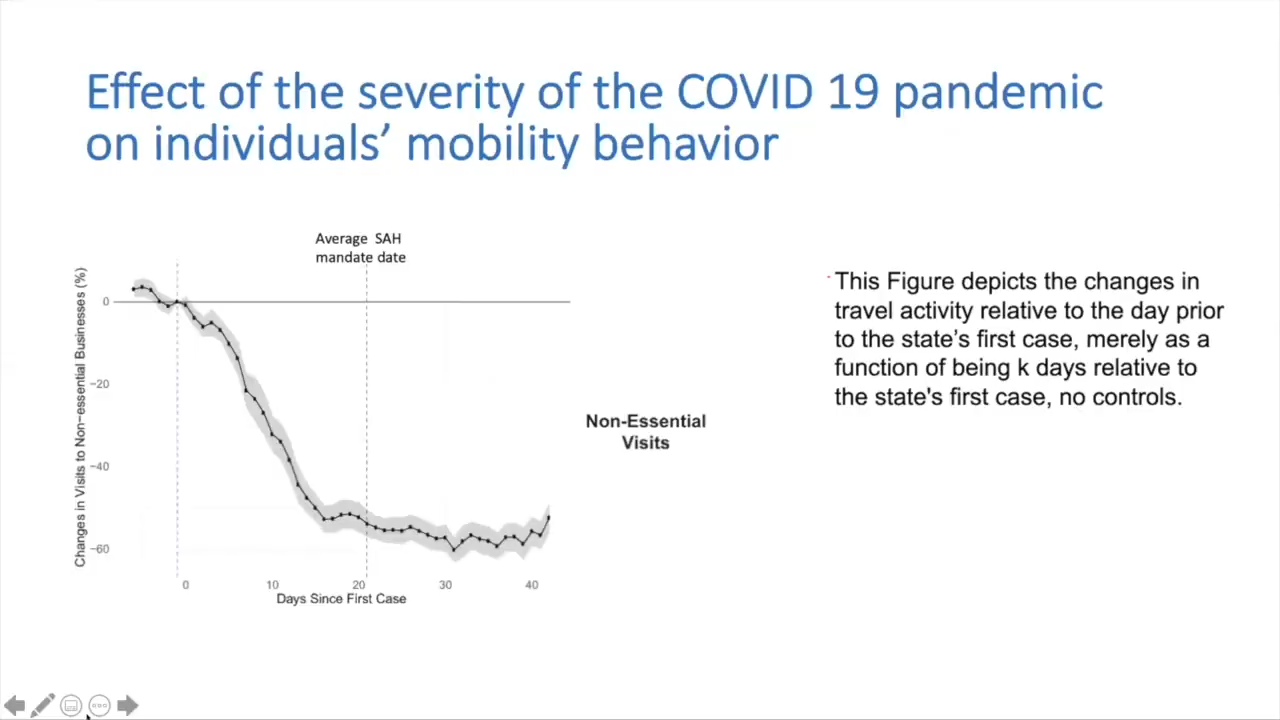 Effect of the severity of the COVID 19 pandemic
on individuals’ mobility behavior
Average SAH
mandate date
Changes in Visits to Non−essential Businesses (%)
0
−20
−40
−60
0
10
20
30
40
Days Since First Case
Non-Essential
Visits
This Figure depicts the changes in
travel activity relative to the day prior
to the state’s first case, merely as a
function of being k days relative to
the state's first case, no controls.